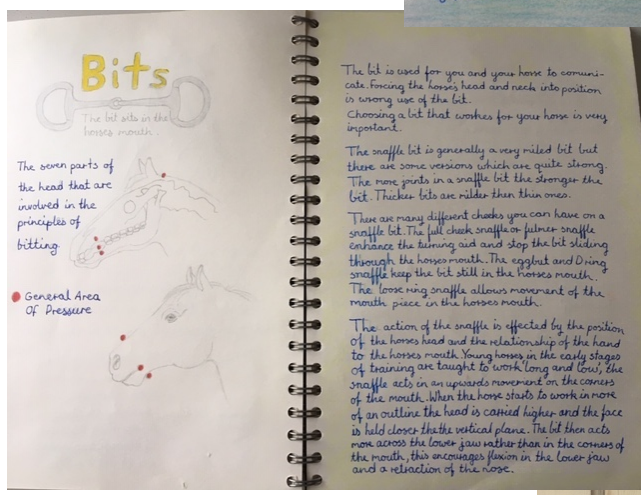 Bits
The bit sits in the
horses mouth.
The seven parts of
the head that are
involved in the
principles of
bitting
General Area
Of Pressure
The bit is used for you and your horse to comuni-
cate. Forcing the horses head and neck into position
is wrong use of the bit.
Choosing a bit that workes for your horse is very
important.
The snaffle bit is generally a very miled bit but
there are some versions which are quite strong.
The more joints in a snaffle bit the stronger the
bit. Thicker bits are milder then thin ones.
There are many different cheeks you can have on a
snaffle bit. The full cheek snaffle or fulmer snaffle
enhance the turning aid and stop the bit sliding
through the horses mouth. The eggbut and D ring
snaffle keep the bit still in the horses mouth.
The loose ring snaffle allows movement of the
mouth piece in the horses mouth.
The action of the snaffle is effected by the position
of the horses head and the relationship of the hand
to the horses mouth. Young horses in the early stages
of training are taught to work 'long and low', the
snaffle acts in an upwards movement on the corners
of the mouth. When the horse starts to work in more
of an outline the head is carried higher and the face
is held closer the the vertical plane. The bit then acts
more across the lower jaw rather than in the corners of
the mouth, this encourages flexion in the lower jaw
and a retraction of the nose.